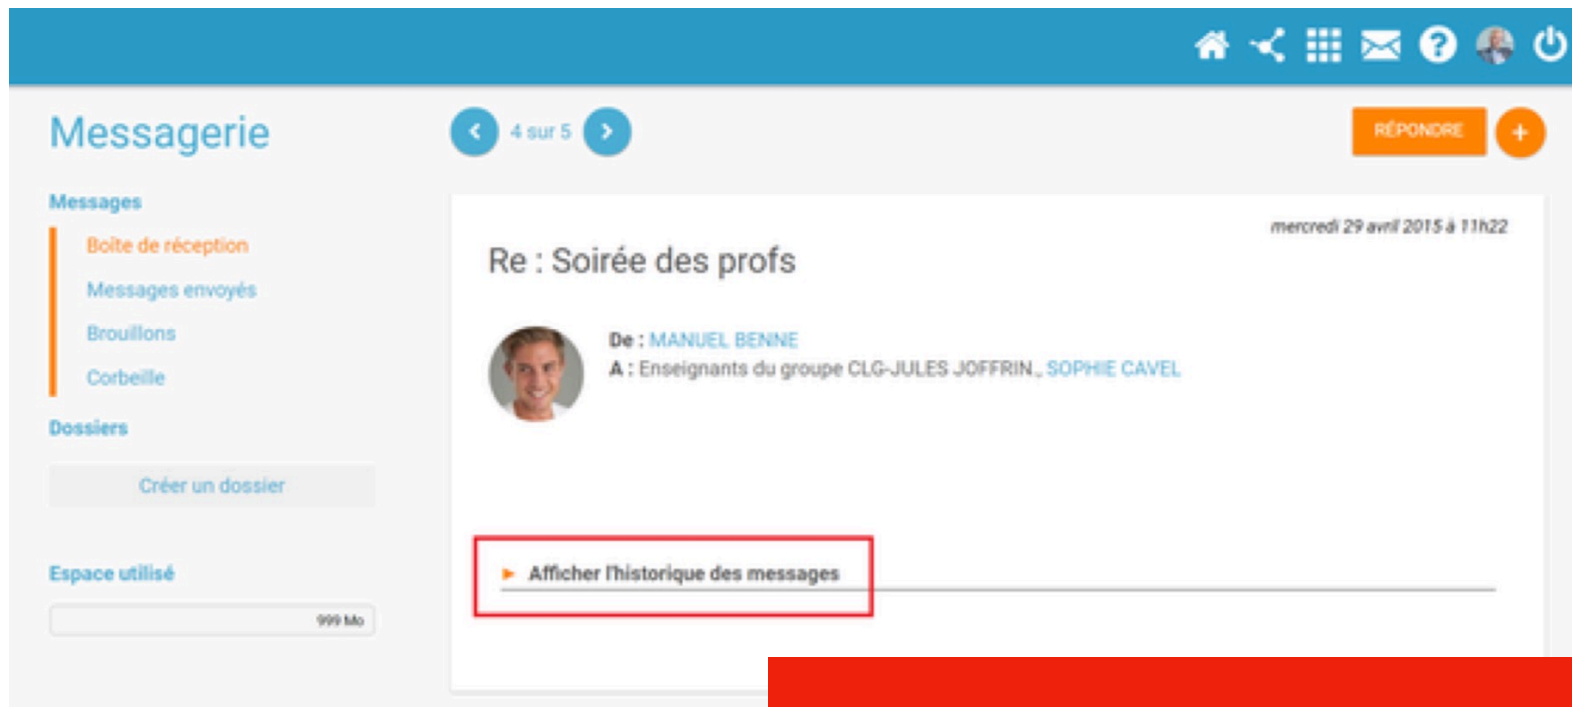 Messagerie
4 sur 5
RÉPONDRE
Messages
Boîte de réception
Messages envoyés
Brouillons
Corbeille
Dossiers
Créer un dossier
Espace utilisé
999 Mo
mercredi 29 avril 2015 à 11h22
Re : Soirée des profs
De : MANUEL BENNE
A : Enseignants du groupe CLG-JULES JOFFRIN., SOPHIE CAVEL
Afficher l'historique des messages